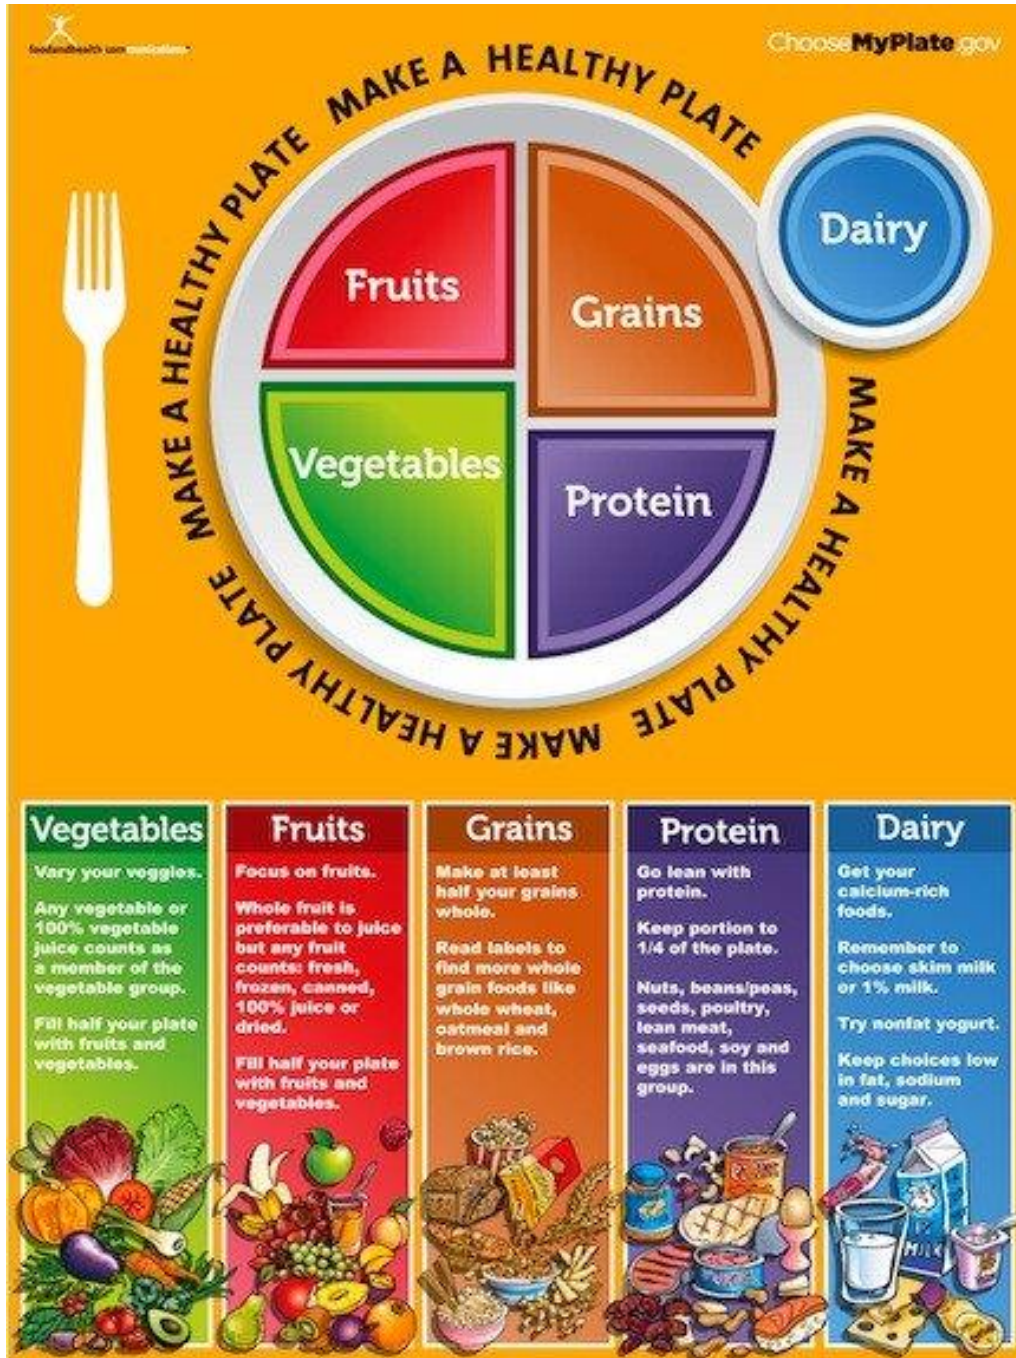 foodandhealth communications
ChooseMyPlate.gov
MAKE A HEALTHY PLATE
MAKE A HEALTHY PLATE
MAKE A HEALTHY PLATE
MAKE A HEALTHY PLATE
Fruits
Grains
Dairy
Vegetables
Protein
Vegetables
Vary your veggies.
Any vegetable or
100% vegetable
juice counts as
a member of the
vegetable group.
Fill half your plate
with fruits and
vegetables.
Fruits
Focus on fruits.
Whole fruit is
preferable to juice
but any fruit
counts: fresh,
frozen, canned,
100% juice or
dried.
Fill half your plate
with fruits and
vegetables.
Grains
Make at least
half your grains
whole.
Read labels to
find more whole
grain foods like
whole wheat,
oatmeal and
brown rice.
Protein
Go lean with
protein.
Keep portion to
1/4 of the plate.
Nuts, beans/peas,
seeds, poultry,
lean meat,
seafood, soy and
eggs are in this
group.
Dairy
Get your
calcium-rich
foods.
Remember to
choose skim milk
or 1% milk.
Try nonfat yogurt.
Keep choices low
in fat, sodium
and sugar.
MILK